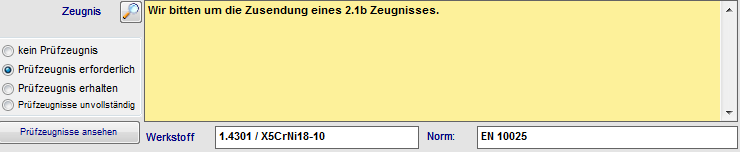 Zeugnis
Wir bitten um die Zusendung eines 2.1b Zeugnisses.
kein Prüfzeugnis
Prüfzeugnis erforderlich
Prüfzeugnis erhalten
Prüfzeugnisse unvollständig
Prüfzeugnisse ansehen
Werkstoff
1.4301 / X5CrNi18-10
Norm:
EN 10025